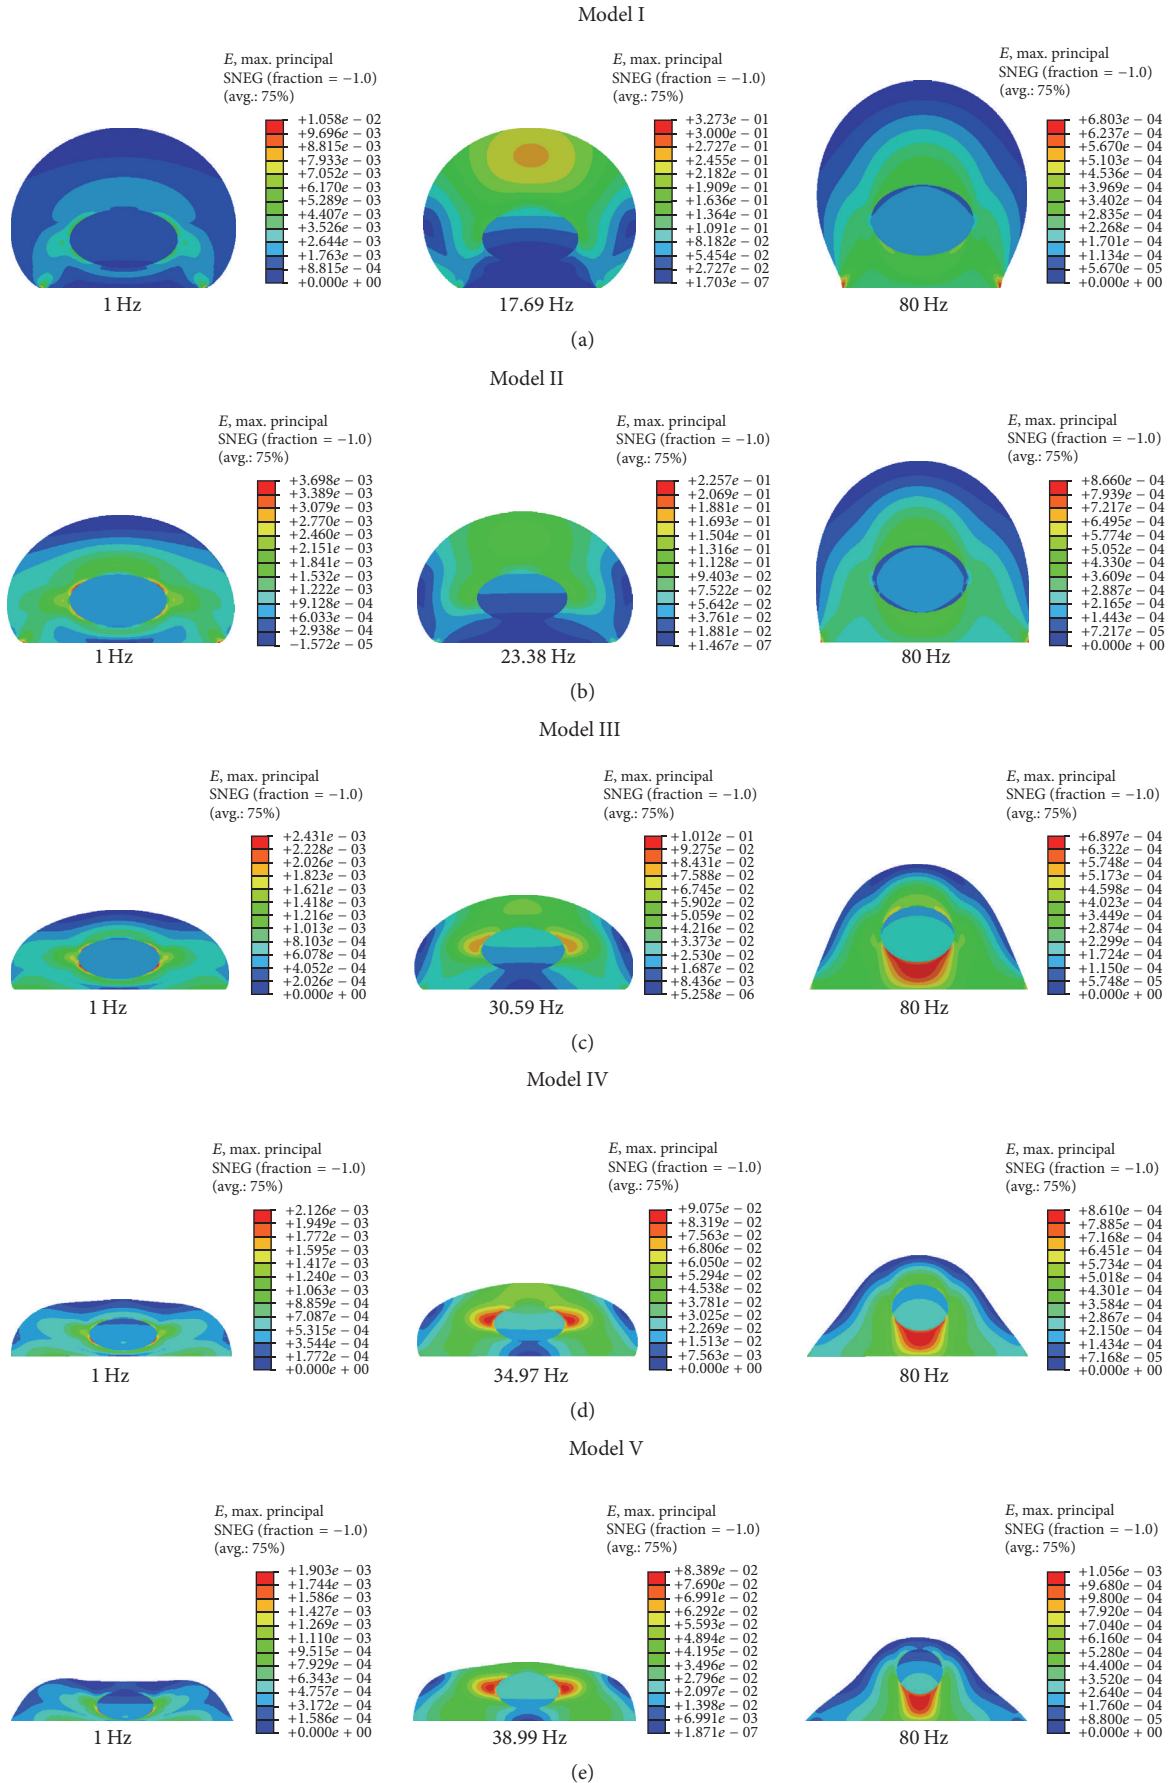 Model I
E, max. principal
SNEG (fraction = −1.0)
(avg.: 75%)
+1.058e − 02
+9.696e − 03
+8.815e − 03
+7.933e − 03
+7.052e − 03
+6.170e − 03
+5.289e − 03
+4.407e − 03
+3.526e − 03
+2.644e − 03
+1.763e − 03
+8.815e − 04
+0.000e + 00
1 Hz
E, max. principal
SNEG (fraction = −1.0)
(avg.: 75%)
+3.273e − 01
+3.000e − 01
+2.727e − 01
+2.455e − 01
+2.182e − 01
+1.909e − 01
+1.636e − 01
+1.364e − 01
+1.091e − 01
+8.182e − 02
+5.454e − 02
+2.727e − 02
+1.703e − 07
17.69 Hz
E, max. principal
SNEG (fraction = −1.0)
(avg.: 75%)
+6.803e − 04
+6.237e − 04
+5.670e − 04
+5.103e − 04
+4.536e − 04
+3.969e − 04
+3.402e − 04
+2.835e − 04
+2.268e − 04
+1.701e − 04
+1.134e − 04
+5.670e − 05
+0.000e + 00
80 Hz
(a)
Model II
E, max. principal
SNEG (fraction = −1.0)
(avg.: 75%)
+3.698e − 03
+3.389e − 03
+3.079e − 03
+2.770e − 03
+2.460e − 03
+2.151e − 03
+1.841e − 03
+1.532e − 03
+1.222e − 03
+9.128e − 04
+6.033e − 04
+2.938e − 04
−1.572e − 05
1 Hz
E, max. principal
SNEG (fraction = −1.0)
(avg.: 75%)
+2.257e − 01
+2.069e − 01
+1.881e − 01
+1.693e − 01
+1.504e − 01
+1.316e − 01
+1.128e − 01
+9.403e − 02
+7.522e − 02
+5.642e − 02
+3.761e − 02
+1.881e − 02
+1.467e − 07
23.38 Hz
E, max. principal
SNEG (fraction = −1.0)
(avg.: 75%)
+8.660e − 04
+7.939e − 04
+7.217e − 04
+6.495e − 04
+5.774e − 04
+5.052e − 04
+4.330e − 04
+3.609e − 04
+2.887e − 04
+2.165e − 04
+1.443e − 04
+7.217e − 05
+0.000e + 00
80 Hz
(b)
Model III
E, max. principal
SNEG (fraction = −1.0)
(avg.: 75%)
+2.431e − 03
+2.228e − 03
+2.026e − 03
+1.823e − 03
+1.621e − 03
+1.418e − 03
+1.216e − 03
+1.013e − 03
+8.103e − 04
+6.078e − 04
+4.052e − 04
+2.026e − 04
+0.000e + 00
1 Hz
E, max. principal
SNEG (fraction = −1.0)
(avg.: 75%)
+1.012e − 01
+9.275e − 02
+8.431e − 02
+7.588e − 02
+6.745e − 02
+5.902e − 02
+5.059e − 02
+4.216e − 02
+3.373e − 02
+2.530e − 02
+1.687e − 02
+8.436e − 03
+5.258e − 06
30.59 Hz
E, max. principal
SNEG (fraction = −1.0)
(avg.: 75%)
+6.897e − 04
+6.322e − 04
+5.748e − 04
+5.173e − 04
+4.598e − 04
+4.023e − 04
+3.449e − 04
+2.874e − 04
+2.299e − 04
+1.724e − 04
+1.150e − 04
+5.748e − 05
+0.000e + 00
80 Hz
(c)
Model IV
E, max. principal
SNEG (fraction = −1.0)
(avg.: 75%)
+2.126e − 03
+1.949e − 03
+1.772e − 03
+1.595e − 03
+1.417e − 03
+1.240e − 03
+1.063e − 03
+8.859e − 04
+7.087e − 04
+5.315e − 04
+3.544e − 04
+1.772e − 04
+0.000e + 00
1 Hz
E, max. principal
SNEG (fraction = −1.0)
(avg.: 75%)
+9.075e − 02
+8.319e − 02
+7.563e − 02
+6.806e − 02
+6.050e − 02
+5.294e − 02
+4.538e − 02
+3.781e − 02
+3.025e − 02
+2.269e − 02
+1.513e − 02
+7.563e − 03
+0.000e + 00
34.97 Hz
E, max. principal
SNEG (fraction = −1.0)
(avg.: 75%)
+8.610e − 04
+7.885e − 04
+7.168e − 04
+6.451e − 04
+5.734e − 04
+5.018e − 04
+4.301e − 04
+3.584e − 04
+2.867e − 04
+2.150e − 04
+1.434e − 04
+7.168e − 05
+0.000e + 00
80 Hz
(d)
Model V
E, max. principal
SNEG (fraction = −1.0)
(avg.: 75%)
+1.903e − 03
+1.744e − 03
+1.586e − 03
+1.427e − 03
+1.269e − 03
+1.110e − 03
+9.515e − 04
+7.929e − 04
+6.343e − 04
+4.757e − 04
+3.172e − 04
+1.586e − 04
+0.000e + 00
1 Hz
E, max. principal
SNEG (fraction = −1.0)
(avg.: 75%)
+8.389e − 02
+7.690e − 02
+6.991e − 02
+6.292e − 02
+5.593e − 02
+4.894e − 02
+4.195e − 02
+3.496e − 02
+2.796e − 02
+2.097e − 02
+1.398e − 02
+6.991e − 03
+1.871e − 07
38.99 Hz
E, max. principal
SNEG (fraction = −1.0)
(avg.: 75%)
+1.056e − 03
+9.680e − 04
+9.800e − 04
+7.920e − 04
+7.040e − 04
+6.160e − 04
+5.280e − 04
+4.400e − 04
+3.520e − 04
+2.640e − 04
+1.760e − 04
+8.800e − 05
+0.000e + 00
80 Hz
(e)